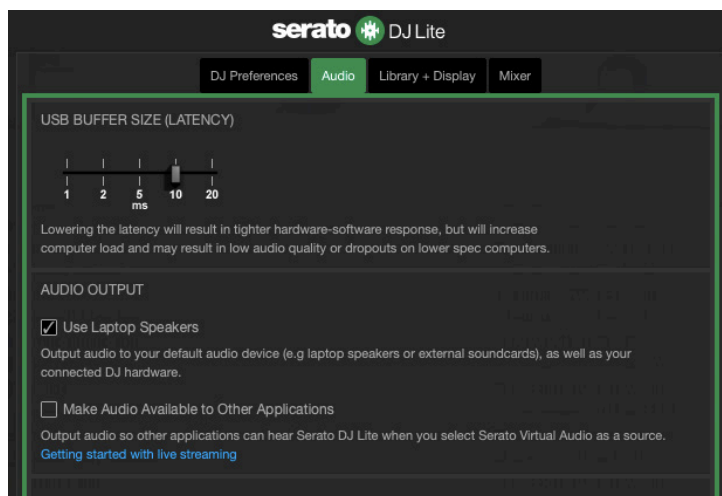 serato DJ Lite
DJ Preferences Audio Library + Display Mixer
USB BUFFER SIZE (LATENCY)
1 2 5 10 20
ms
Lowering the latency will result in tighter hardware-software response, but will increase
computer load and may result in low audio quality or dropouts on lower spec computers.
AUDIO OUTPUT
Use Laptop Speakers
Output audio to your default audio device (e.g laptop speakers or external soundcards), as well as your
connected DJ hardware.
Make Audio Available to Other Applications
Output audio so other applications can hear Serato DJ Lite when you select Serato Virtual Audio as a source.
Getting started with live streaming